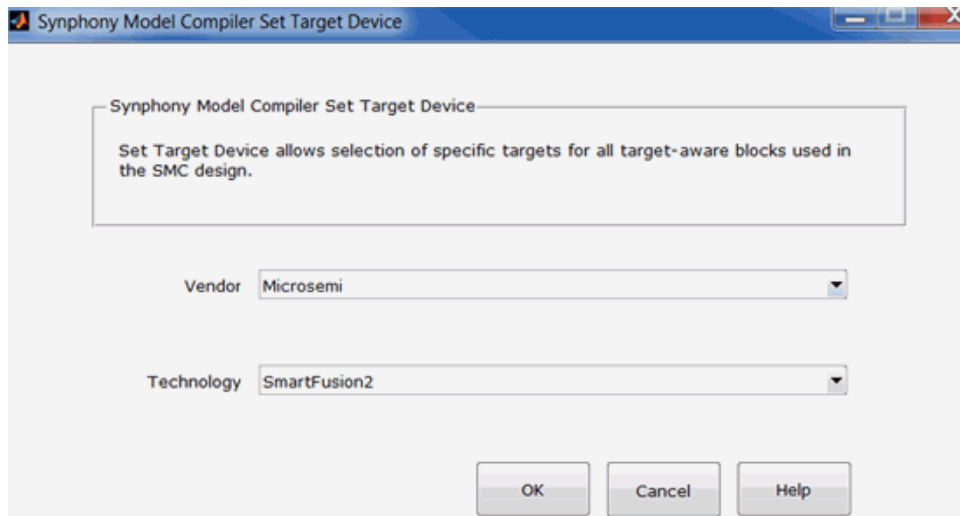 Synphony Model Compiler Set Target Device
Synphony Model Compiler Set Target Device
Set Target Device allows selection of specific targets for all target-aware blocks used in
the SMC design.
Vendor Microsemi
Technology SmartFusion2
OK Cancel Help